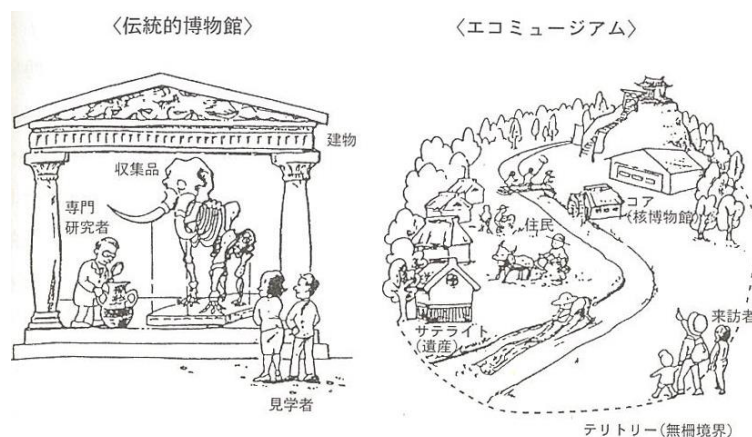 〈伝統的博物館〉
建物
収集品
専門
研究者
見学者
〈エコミュージアム〉
コア
(核博物館)
住民
サテライト
(遺産)
来訪者
テリトリー(無柵境界)